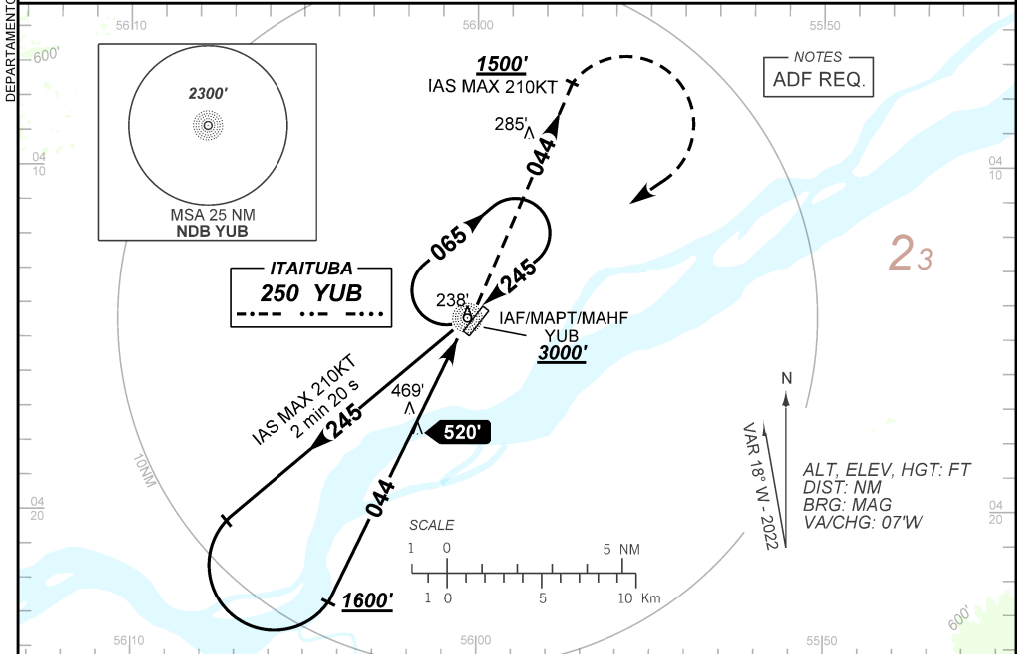 DEPARTAMENTO
56 10
56 00
55 50
600'
2300'
MSA 25 NM
NDB YUB
1500'
IAS MAX 210KT
NOTES
ADF REQ.
285'
044
04
10
04
10
065
245
ITAITUBA
250 YUB
238'
IAF/MAPT/MAHF
YUB
3000'
23
IAS MAX 210KT
2 min 20 s
245
469'
520'
N
VAR 18° W - 2022
ALT, ELEV, HGT: FT
DIST: NM
BRG: MAG
VA/CHG: 07'W
10NM
044
04
20
04
20
SCALE
1 0 5 NM
1 0 5 10 Km
1600'
600'
56 10
56 00
55 50